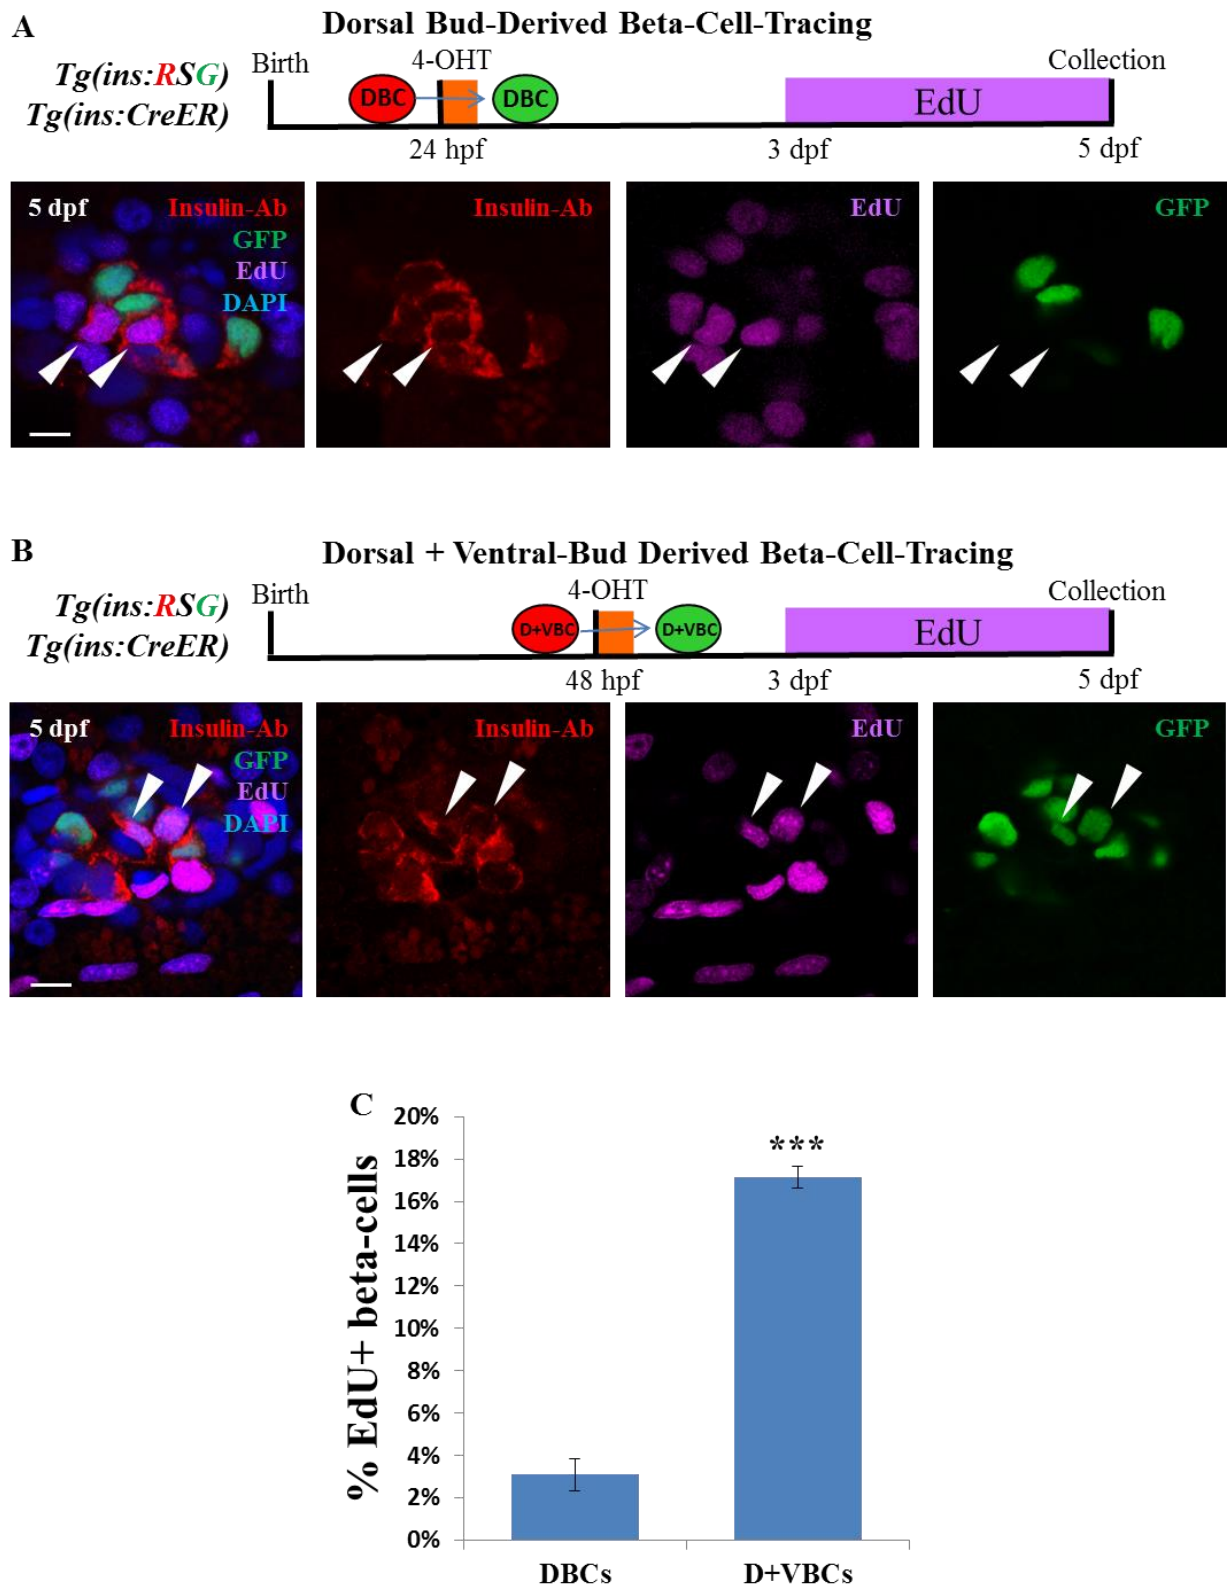 A
Dorsal Bud-Derived Beta-Cell-Tracing
Tg(ins:RSG)
Tg(ins:CreER)
Birth
4-OHT
Collection
DBC
DBC
EdU
24 hpf
3 dpf
5 dpf
5 dpf
Insulin-Ab
GFP
EdU
DAPI
Insulin-Ab
EdU
GFP
B
Dorsal + Ventral-Bud Derived Beta-Cell-Tracing
Tg(ins:RSG)
Tg(ins:CreER)
Birth
4-OHT
Collection
D+VBC
D+VBC
EdU
48 hpf
3 dpf
5 dpf
5 dpf
Insulin-Ab
GFP
EdU
DAPI
Insulin-Ab
EdU
GFP
C
% EdU+ beta-cells
20%
18%
16%
14%
12%
10%
8%
6%
4%
2%
0%
***
DBCs
D+VBCs